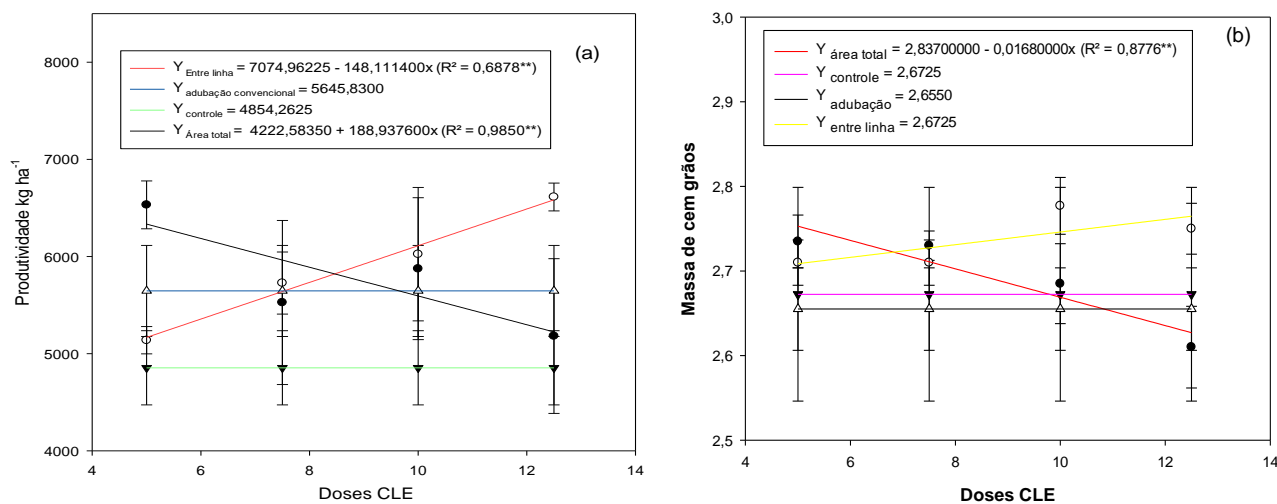 (a)
Y Entre linha = 7074,96225 - 148,111400x (R² = 0,6878**)
Y adubação convencional = 5645,8300
Y controle = 4854,2625
Y Área total = 4222,58350 + 188,937600x (R² = 0,9850**)
Produtividade kg ha⁻¹
8000
7000
6000
5000
4000
4 6 8 10 12 14
Doses CLE
(b)
Y área total = 2,83700000 - 0,01680000x (R² = 0,8776**)
Y controle = 2,6725
Y adubação = 2,6550
Y entre linha = 2,6725
Massa de cem grãos
3,0
2,9
2,8
2,7
2,6
2,5
4 6 8 10 12 14
Doses CLE